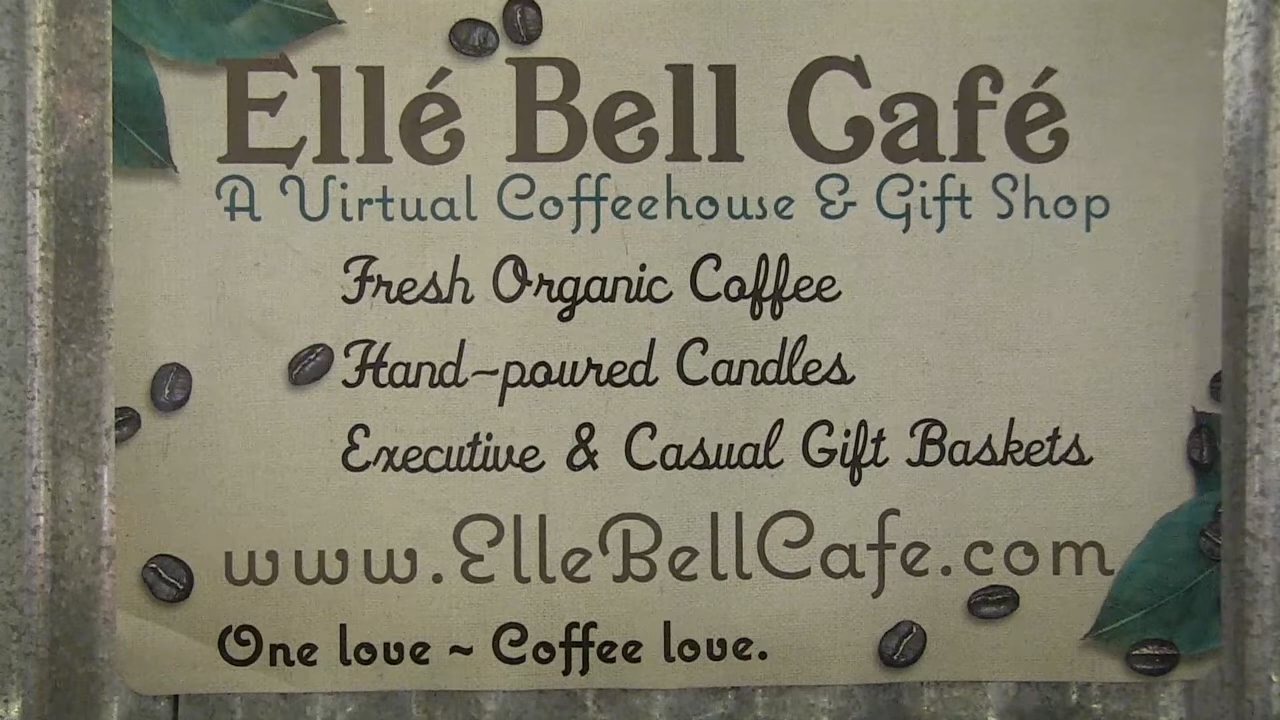 Ellé Bell Café
A Virtual Coffeehouse & Gift Shop
Fresh Organic Coffee
Hand~poured Candles
Executive & Casual Gift Baskets
www.ElleBellCafe.com
One love ~ Coffee love.